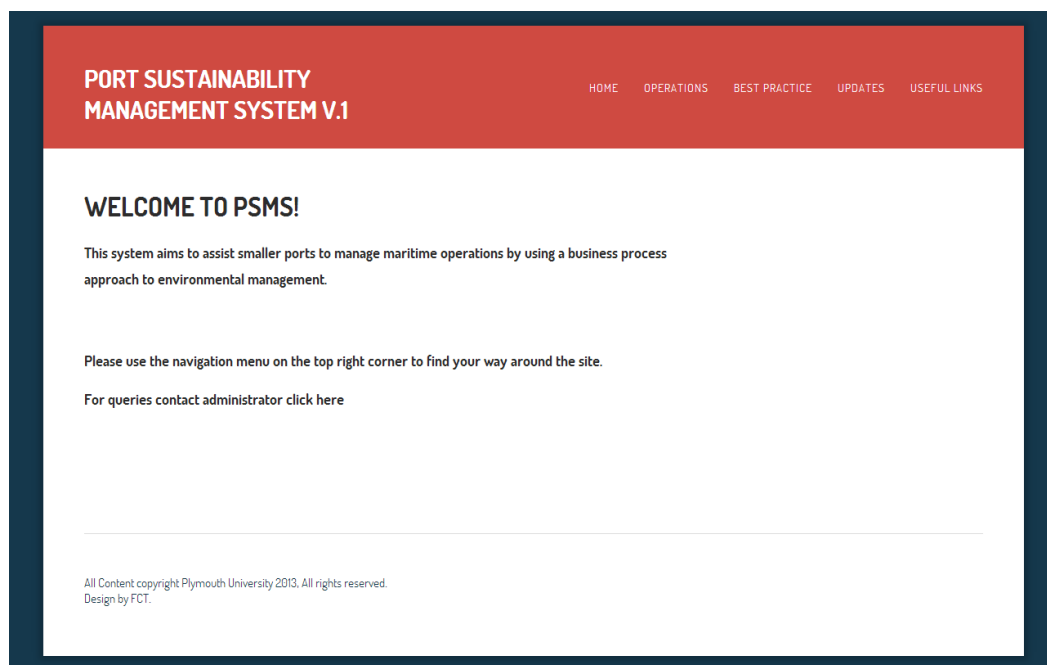 PORT SUSTAINABILITY
MANAGEMENT SYSTEM V.1
HOME OPERATIONS BEST PRACTICE UPDATES USEFUL LINKS
WELCOME TO PSMS!
This system aims to assist smaller ports to manage maritime operations by using a business process
approach to environmental management.
Please use the navigation menu on the top right corner to find your way around the site.
For queries contact administrator click here
All Content copyright Plymouth University 2013, All rights reserved.
Design by FCT.